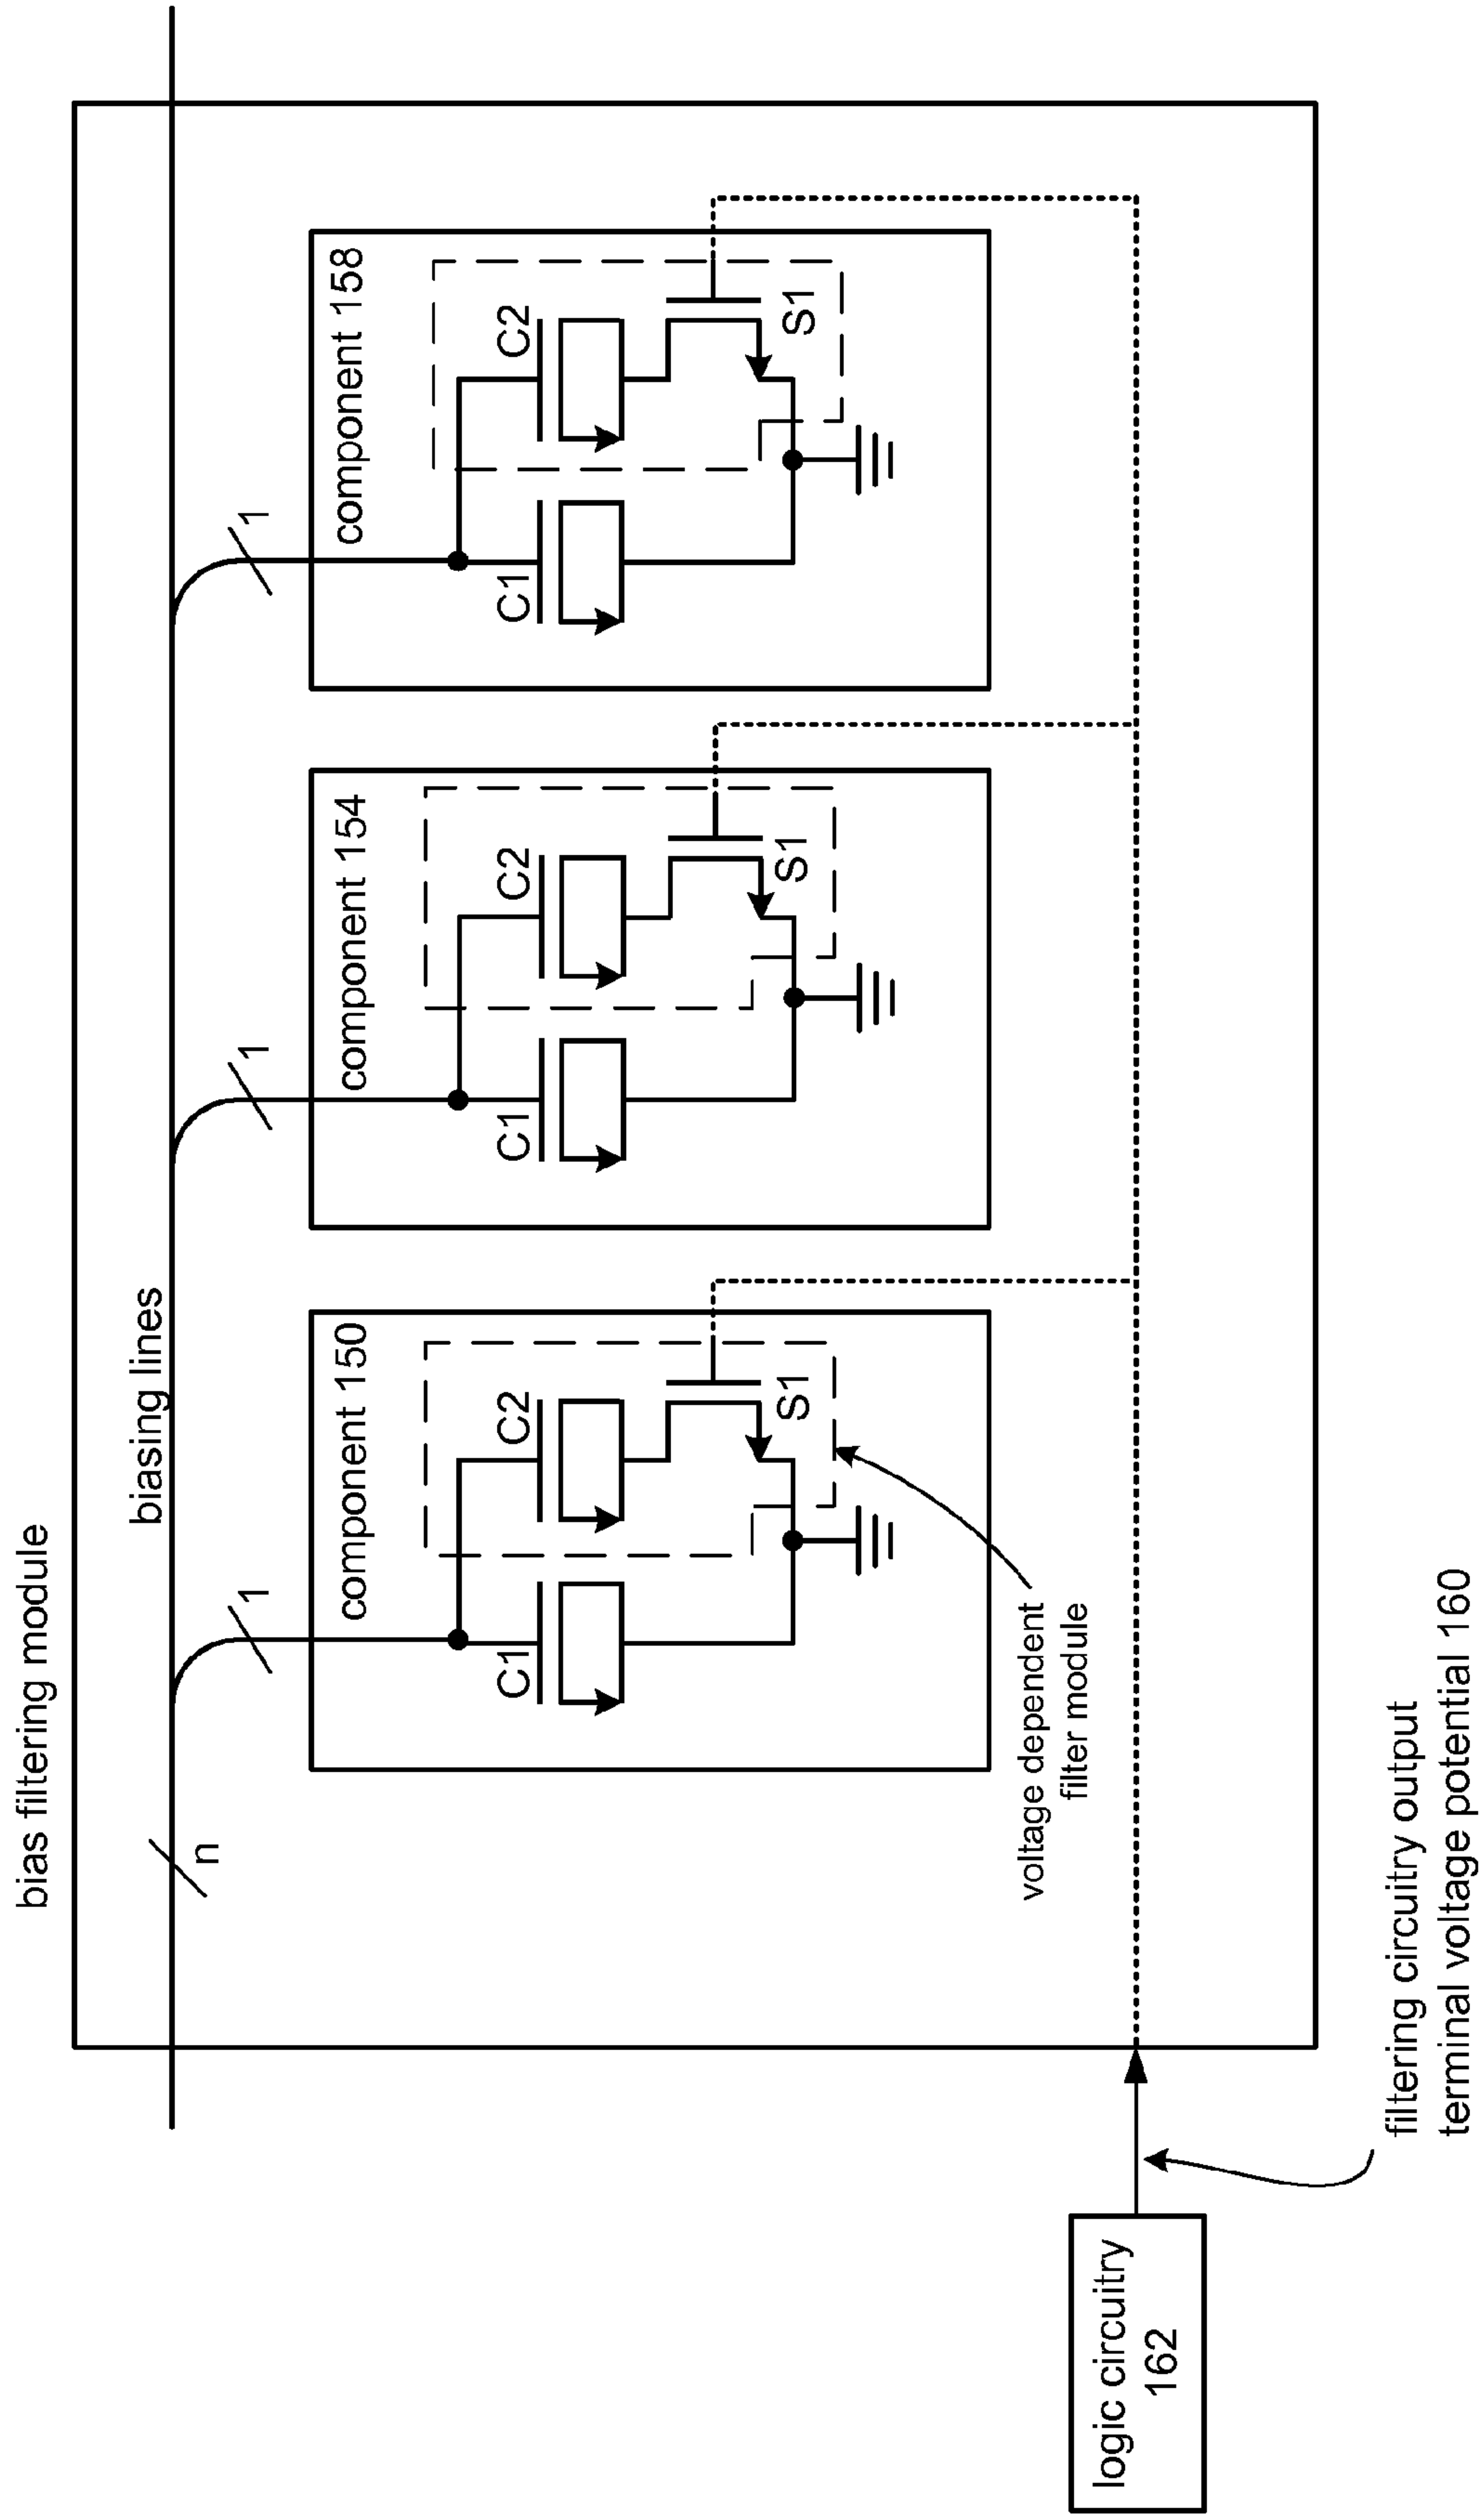 bias filtering module
biasing lines
n
1
1
1
component 150
C1
C2
S1
component 154
C1
C2
S1
component 158
C1
C2
S1
voltage dependent
filter module
logic circuitry
162
filtering circuitry output
terminal voltage potential 160